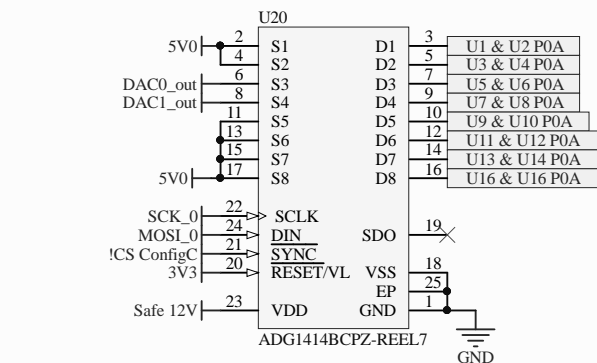 U20
5V0 2 S1 D1 3 U1 & U2 P0A
4 S2 D2 5 U3 & U4 P0A
DAC0_out 6 S3 D3 7 U5 & U6 P0A
DAC1_out 8 S4 D4 9 U7 & U8 P0A
11 S5 D5 10 U9 & U10 P0A
13 S6 D6 12 U11 & U12 P0A
15 S7 D7 14 U13 & U14 P0A
5V0 17 S8 D8 16 U16 & U16 P0A
SCK_0 22 SCLK
MOSI_0 24 DIN SDO 19
!CS ConfigC 21 SYNC
3V3 20 RESET/VL VSS 18
EP 25
Safe 12V 23 VDD GND 1
ADG1414BCPZ-REEL7
GND